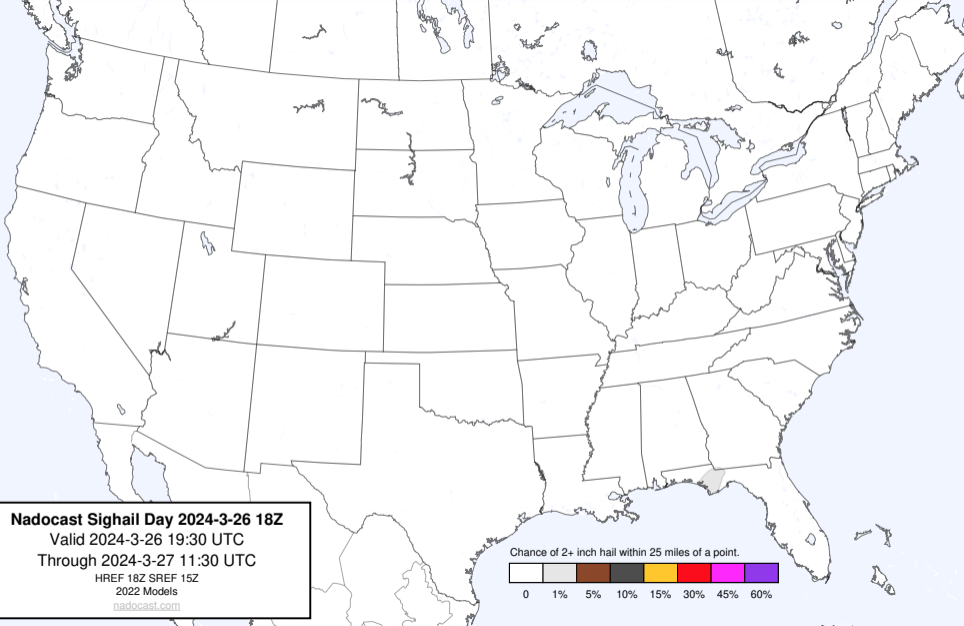 Nadocast Sighail Day 2024-3-26 18Z
Valid 2024-3-26 19:30 UTC
Through 2024-3-27 11:30 UTC
HREF 18Z SREF 15Z
2022 Models
nadocast.com
Chance of 2+ inch hail within 25 miles of a point.
0 1% 5% 10% 15% 30% 45% 60%